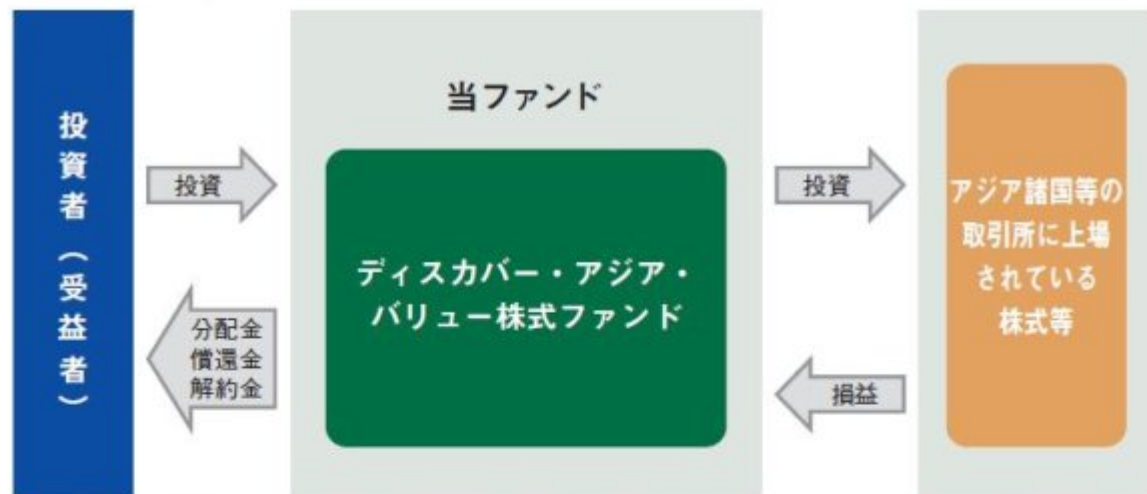 投資者（受益者）
投資
分配金
償還金
解約金
当ファンド
ディスカバー・アジア・
バリュー株式ファンド
投資
損益
アジア諸国等の
取引所に上場
されている
株式等